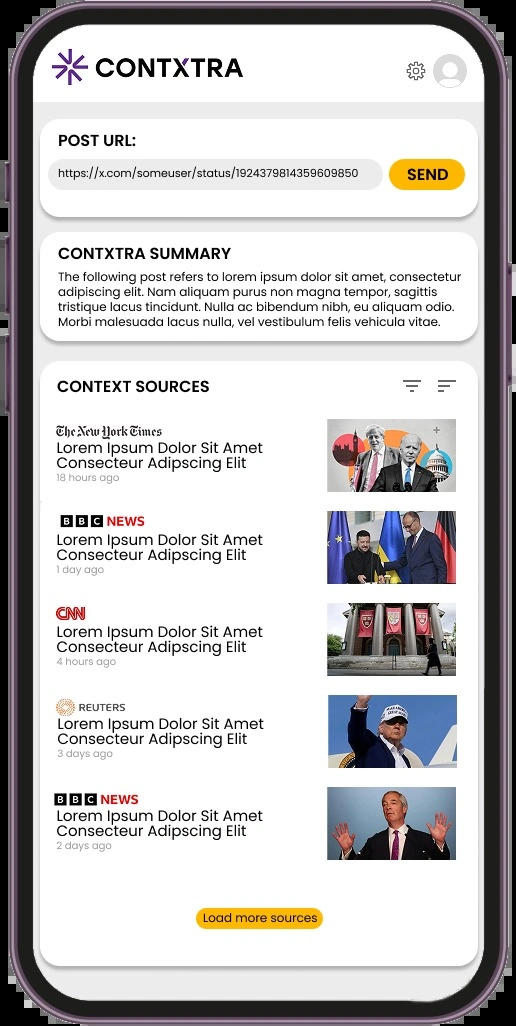 CONTXTRA
POST URL:
https://x.com/someuser/status/1924379814359609850
SEND
CONTXTRA SUMMARY
The following post refers to lorem ipsum dolor sit amet, consectetur
adipiscing elit. Nam aliquam purus non magna tempor, sagittis
tristique lacus tincidunt. Nulla ac bibendum nibh, eu aliquam odio.
Morbi malesuada lacus nulla, vel vestibulum felis vehicula vitae.
CONTEXT SOURCES
The New York Times
Lorem Ipsum Dolor Sit Amet
Consecteur Adipscing Elit
18 hours ago
BBC NEWS
Lorem Ipsum Dolor Sit Amet
Consecteur Adipscing Elit
1 day ago
CNN
Lorem Ipsum Dolor Sit Amet
Consecteur Adipscing Elit
4 hours ago
REUTERS
Lorem Ipsum Dolor Sit Amet
Consecteur Adipscing Elit
3 days ago
BBC NEWS
Lorem Ipsum Dolor Sit Amet
Consecteur Adipscing Elit
2 days ago
Load more sources